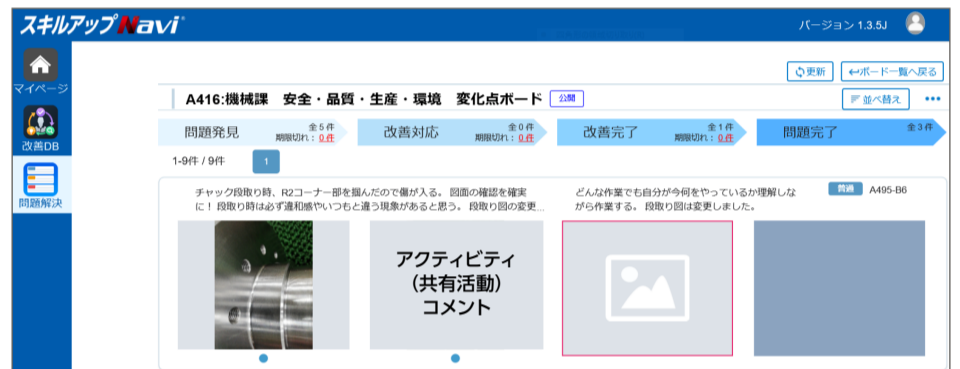 スキルアップNavi
バージョン 1.3.5J
マイページ
改善DB
問題解決
更新
←ボード一覧へ戻る
A416:機械課 安全・品質・生産・環境 変化点ボード 公開
並べ替え
問題発見 全5件 期限切れ：0件
改善対応 全0件 期限切れ：0件
改善完了 全1件 期限切れ：0件
問題完了 全3件
1-9件 / 9件 1
チャック段取り時、R2コーナー部を掴んだので傷が入る。 図面の確認を確実
に！ 段取り時は必ず違和感やいつもと違う現象があると思う。 段取り図の変更...
どんな作業でも自分が今何をやっているか理解しな
がら作業する。 段取り図は変更しました。
普通 A495-B6
アクティビティ
（共有活動）
コメント